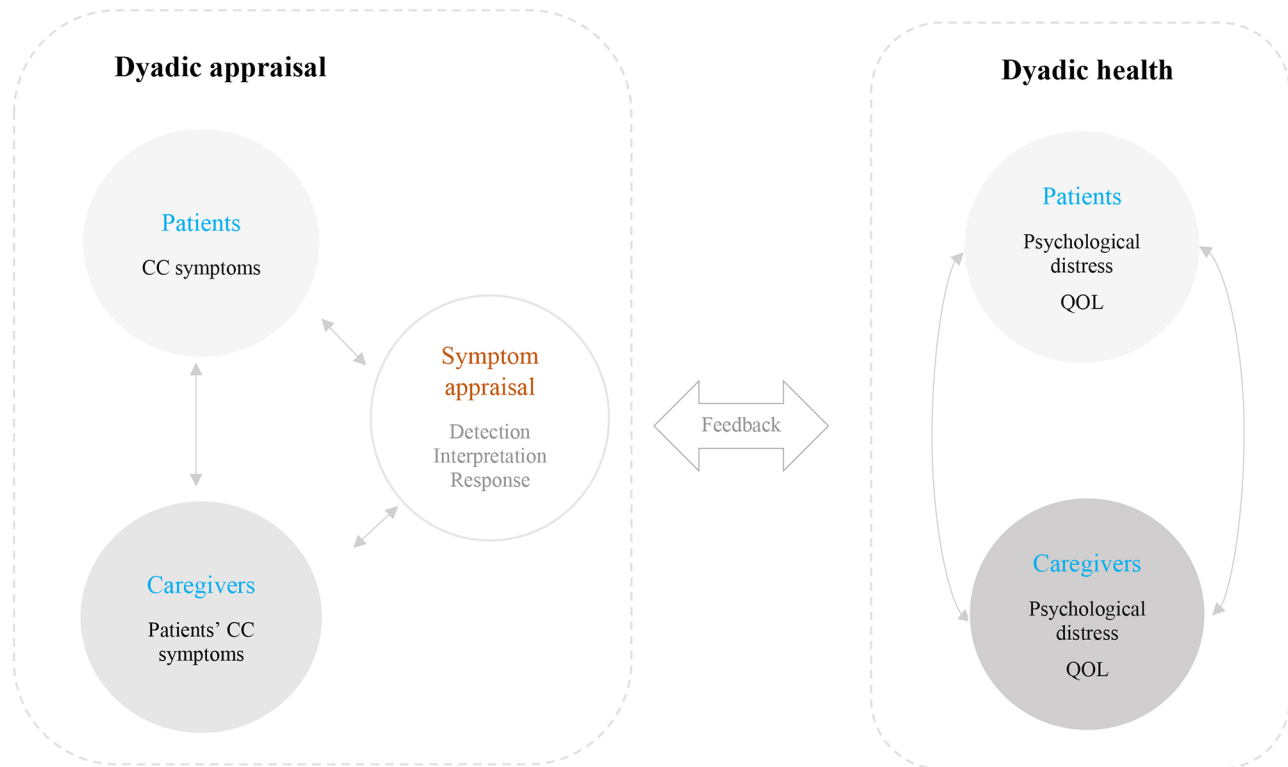 Dyadic appraisal
Patients
CC symptoms
Symptom
appraisal
Detection
Interpretation
Response
Caregivers
Patients’ CC
symptoms
Feedback
Dyadic health
Patients
Psychological
distress
QOL
Caregivers
Psychological
distress
QOL